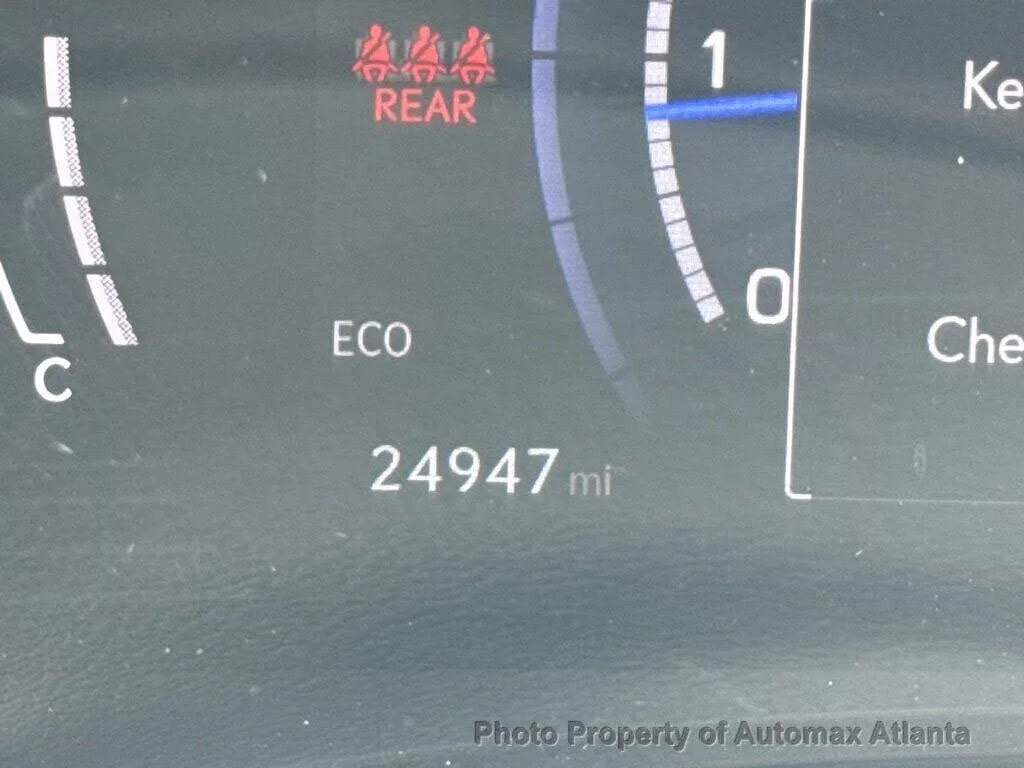 REAR
1
Ke
0
Che
ECO
C
24947 mi
Photo Property of Automax Atlanta